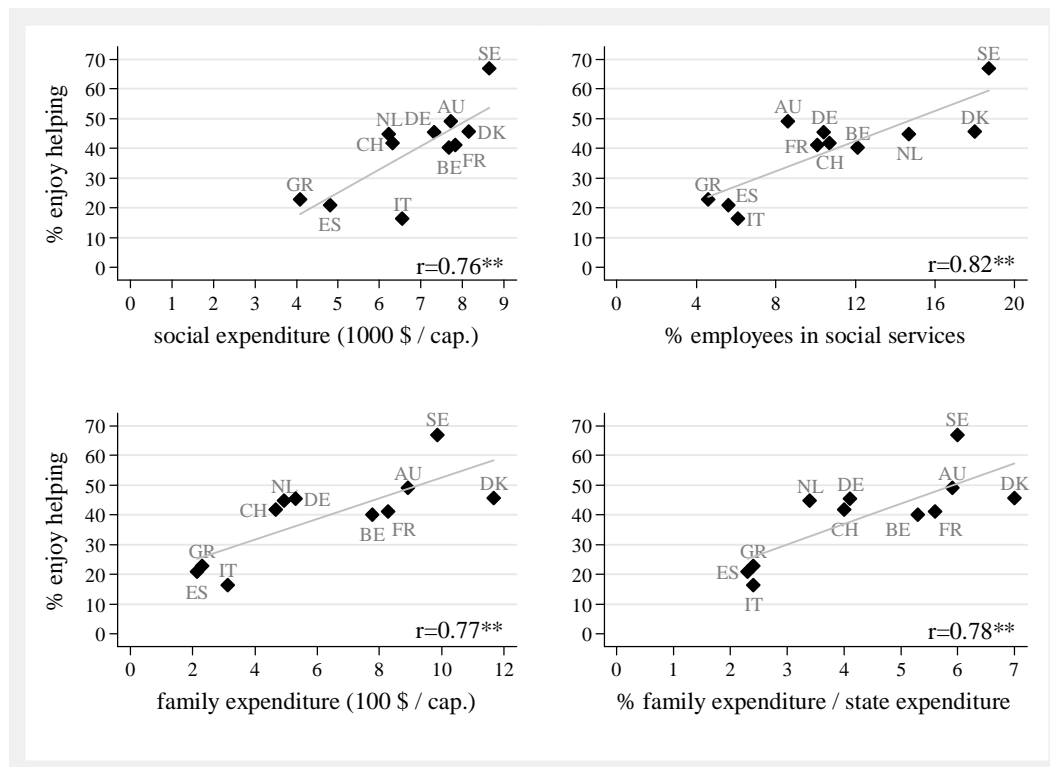 % enjoy helping
70
60
50
40
30
20
10
0
SE
AU
NL DE
DK
CH
BE FR
GR
ES
IT
r=0.76**
0 1 2 3 4 5 6 7 8 9
social expenditure (1000 $ / cap.)
70
60
50
40
30
20
10
0
SE
AU DE DK
FR BE
CH NL
GR ES
IT
r=0.82**
0 4 8 12 16 20
% employees in social services
% enjoy helping
70
60
50
40
30
20
10
0
SE
AU
NL DE DK
CH
BE FR
GR IT
ES
r=0.77**
0 2 4 6 8 10 12
family expenditure (100 $ / cap.)
70
60
50
40
30
20
10
0
SE
AU
NL DE DK
CH BE FR
GR
ES
IT
r=0.78**
0 1 2 3 4 5 6 7
% family expenditure / state expenditure